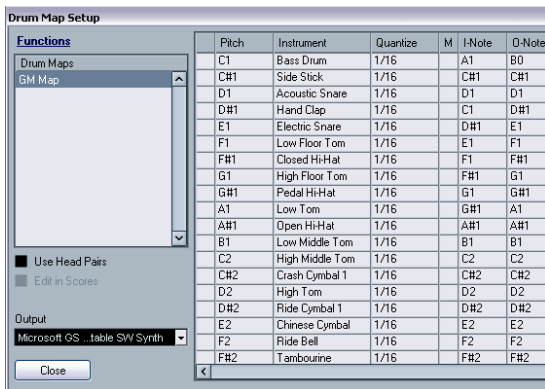 Drum Map Setup
Functions
Drum Maps
GM Map
Use Head Pairs
Edit in Scores
Output
Microsoft GS ...table SW Synth
Close
Pitch Instrument Quantize M I-Note O-Note
C1 Bass Drum 1/16 A1 B0
C#1 Side Stick 1/16 C#1 C#1
D1 Acoustic Snare 1/16 D1 D1
D#1 Hand Clap 1/16 C1 D#1
E1 Electric Snare 1/16 D#1 E1
F1 Low Floor Tom 1/16 E1 F1
F#1 Closed Hi-Hat 1/16 F1 F#1
G1 High Floor Tom 1/16 F#1 G1
G#1 Pedal Hi-Hat 1/16 G1 G#1
A1 Low Tom 1/16 G#1 A1
A#1 Open Hi-Hat 1/16 A#1 A#1
B1 Low Middle Tom 1/16 B1 B1
C2 High Middle Tom 1/16 C2 C2
C#2 Crash Cymbal 1 1/16 C#2 C#2
D2 High Tom 1/16 D2 D2
D#2 Ride Cymbal 1 1/16 D#2 D#2
E2 Chinese Cymbal 1/16 E2 E2
F2 Ride Bell 1/16 F2 F2
F#2 Tambourine 1/16 F#2 F#2